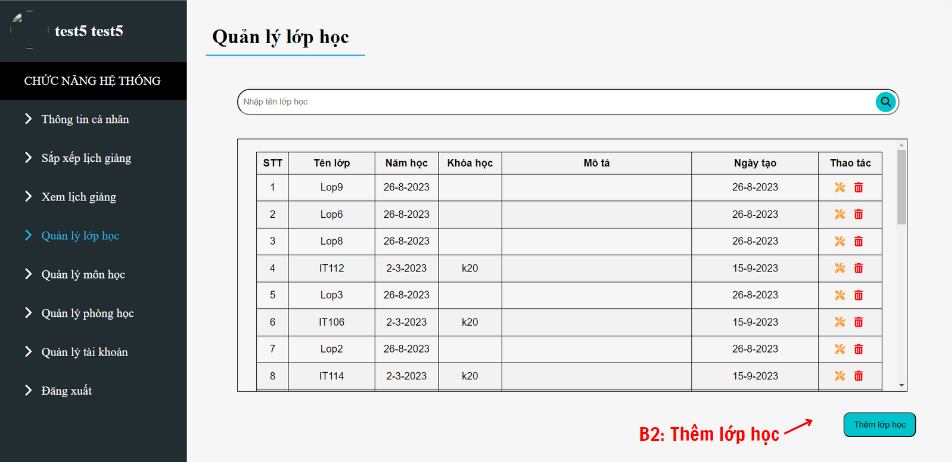 test5 test5
CHỨC NĂNG HỆ THỐNG
Thông tin cá nhân
Sắp xếp lịch giảng
Xem lịch giảng
Quản lý lớp học
Quản lý môn học
Quản lý phòng học
Quản lý tài khoản
Đăng xuất
Quản lý lớp học
Nhập tên lớp học
STT Tên lớp Năm học Khóa học Mô tả Ngày tạo Thao tác
1 Lop9 26-8-2023 26-8-2023
2 Lop6 26-8-2023 26-8-2023
3 Lop8 26-8-2023 26-8-2023
4 IT112 2-3-2023 k20 15-9-2023
5 Lop3 26-8-2023 26-8-2023
6 IT106 2-3-2023 k20 15-9-2023
7 Lop2 26-8-2023 26-8-2023
8 IT114 2-3-2023 k20 15-9-2023
B2: Thêm lớp học
Thêm lớp học